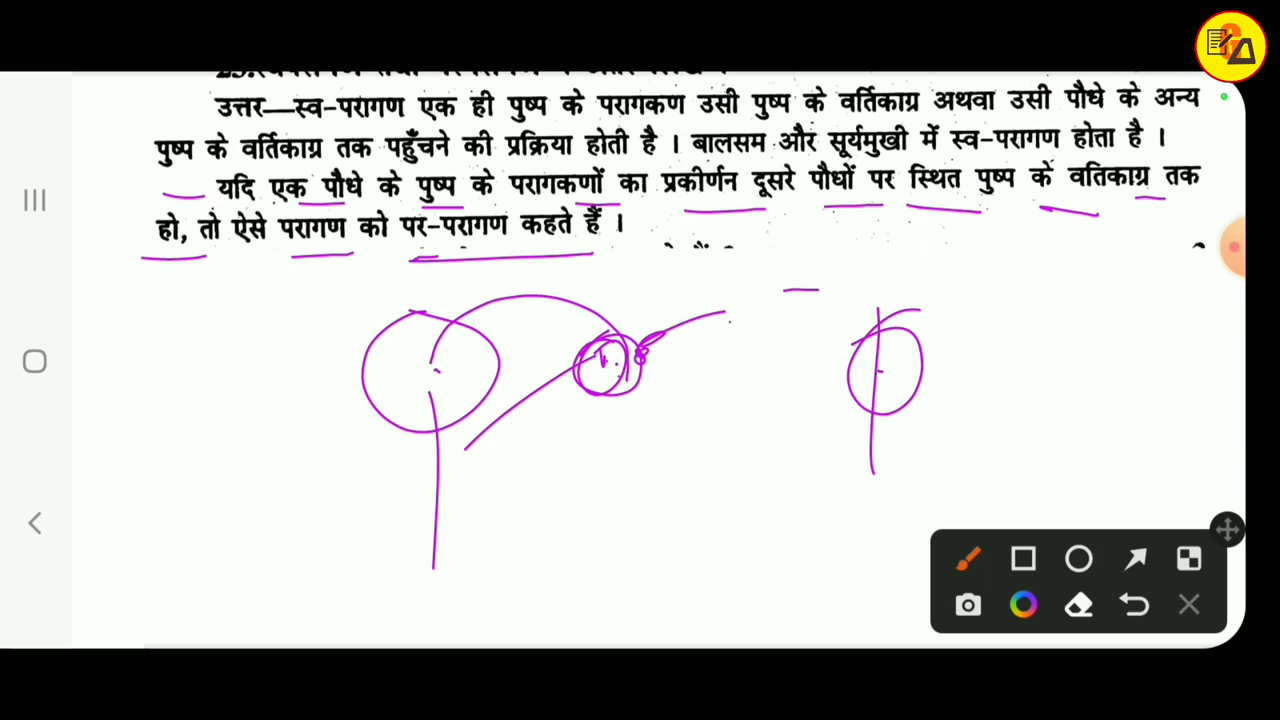 उत्तर—स्व-परागण एक ही पुष्प के परागकण उसी पुष्प के वर्तिकाग्र अथवा उसी पौधे के अन्य
पुष्प के वर्तिकाग्र तक पहुँचने की प्रक्रिया होती है । बालसम और सूर्यमुखी में स्व-परागण होता है ।
यदि एक पौधे के पुष्प के परागकणों का प्रकीर्णन दूसरे पौधों पर स्थित पुष्प के वतिकाग्र तक
हो, तो ऐसे परागण को पर-परागण कहते हैं ।